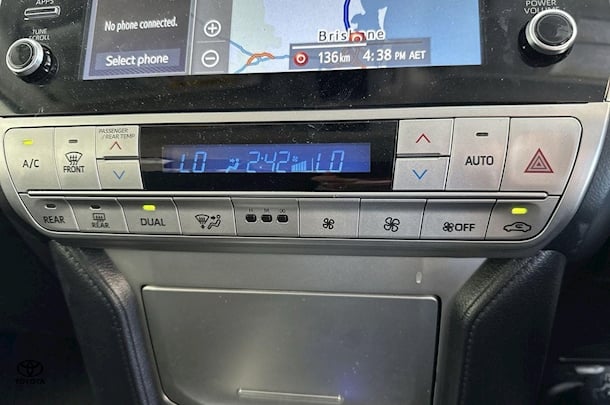 APPS
TUNE
SCROLL
No phone connected.
Select phone
Brisbane
136km 4:38 PM AET
POWER
VOLUME
A/C
FRONT
PASSENGER
/REAR TEMP
LO 2:42 LO
AUTO
REAR
REAR
DUAL
OFF
TOYOTA